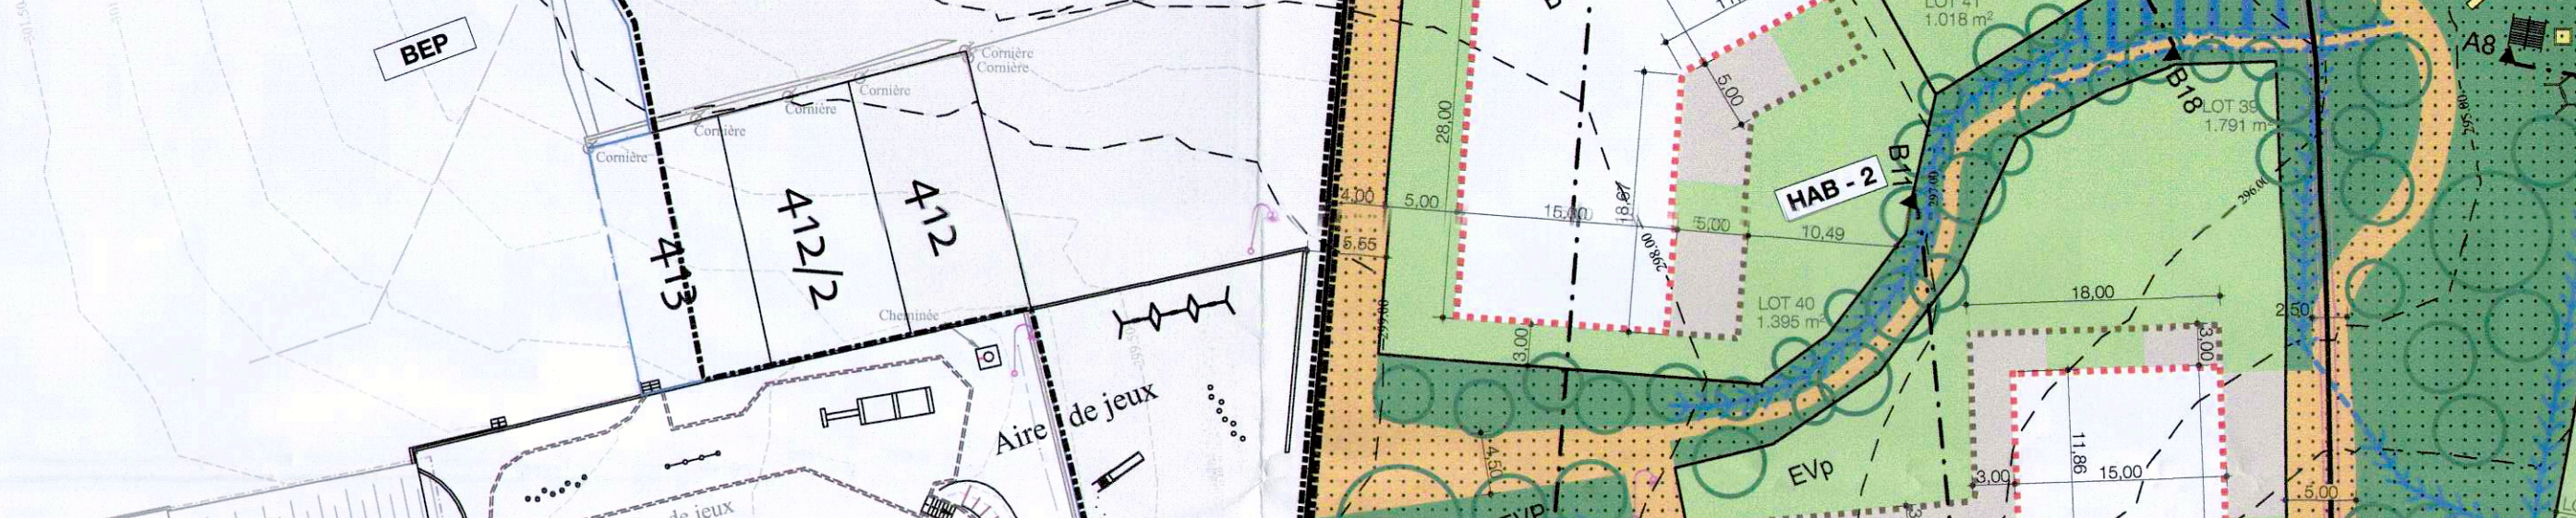 BEP
Cornière
Cornière
Cornière
Cornière
Cornière
Cornière
413
412/2
412
Cheminée
Aire de jeux
de jeux
LOT 41
1.018 m²
5,00
28,00
4,00
5,00
15,00
18,67
5,00
10,49
5,55
298.00
HAB - 2
B11
297.00
B18
LOT 39
1.791 m²
A8
295.00
296.00
LOT 40
1.395 m²
3,00
18,00
2,50
3,00
4,50
EVp
3,00
11,86
15,00
5,00